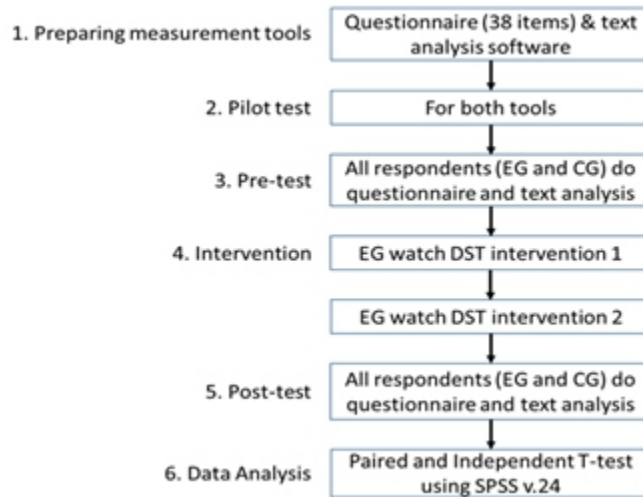 1. Preparing measurement tools
Questionnaire (38 items) & text
analysis software
2. Pilot test
For both tools
3. Pre-test
All respondents (EG and CG) do
questionnaire and text analysis
4. Intervention
EG watch DST intervention 1
EG watch DST intervention 2
5. Post-test
All respondents (EG and CG) do
questionnaire and text analysis
6. Data Analysis
Paired and Independent T-test
using SPSS v.24